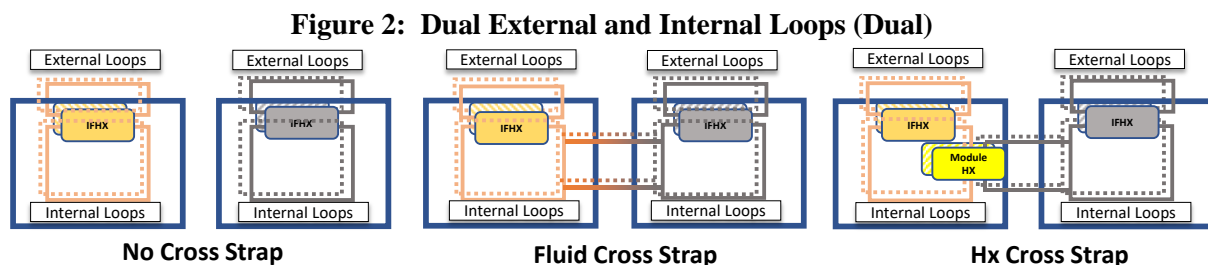 Figure 2:  Dual External and Internal Loops (Dual)
External Loops
IFHX
Internal Loops
External Loops
IFHX
Internal Loops
No Cross Strap
External Loops
IFHX
Internal Loops
External Loops
IFHX
Internal Loops
Fluid Cross Strap
External Loops
IFHX
Module
HX
Internal Loops
External Loops
IFHX
Internal Loops
Hx Cross Strap